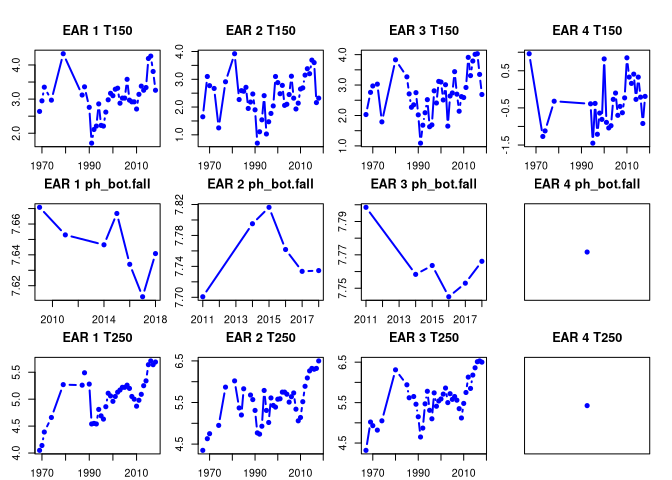 EAR 1 T150 EAR 2 T150 EAR 3 T150 EAR 4 T150
2.0 3.0 4.0 1.0 2.0 3.0 4.0 1.0 2.0 3.0 4.0 -1.5 -0.5 0.5
1970 1990 2010 1970 1990 2010 1970 1990 2010 1970 1990 2010
EAR 1 ph_bot.fall EAR 2 ph_bot.fall EAR 3 ph_bot.fall EAR 4 ph_bot.fall
7.62 7.64 7.66 7.70 7.74 7.78 7.82 7.75 7.77 7.79
2010 2014 2018 2011 2015 2018 2011 2013 2015 2017
EAR 1 T250 EAR 2 T250 EAR 3 T250 EAR 4 T250
4.0 4.5 5.0 5.5 4.5 5.5 6.5 4.5 5.5 6.5
1970 1990 2010 1970 1990 2010 1970 1990 2010